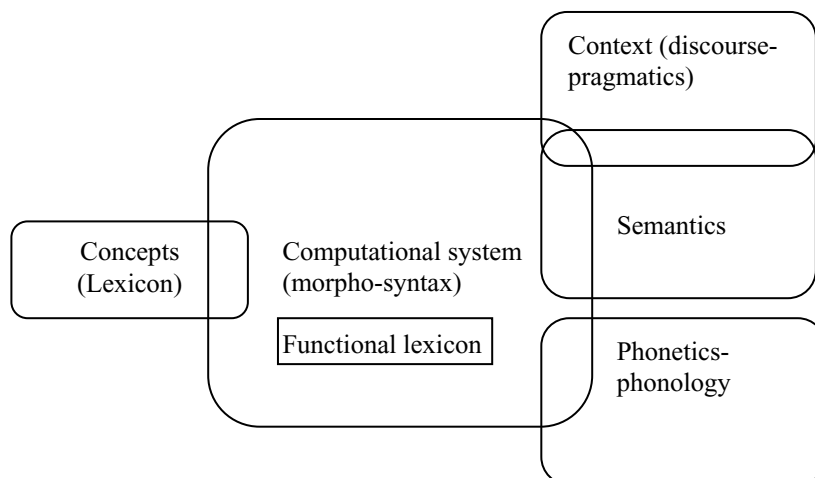 Context (discourse-
pragmatics)
Semantics
Concepts
(Lexicon)
Computational system
(morpho-syntax)
Functional lexicon
Phonetics-
phonology